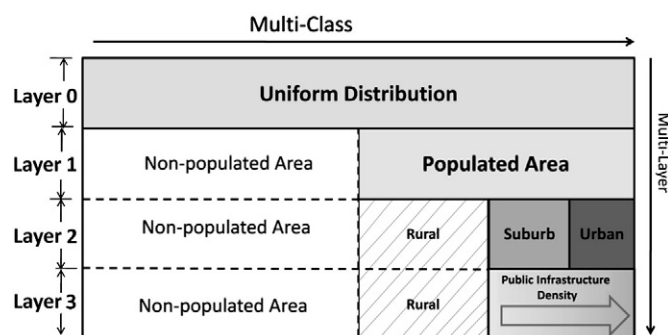 Multi-Class
Layer 0
Uniform Distribution
Multi-Layer
Layer 1
Non-populated Area
Populated Area
Layer 2
Non-populated Area
Rural
Suburb
Urban
Layer 3
Non-populated Area
Rural
Public Infrastructure
Density